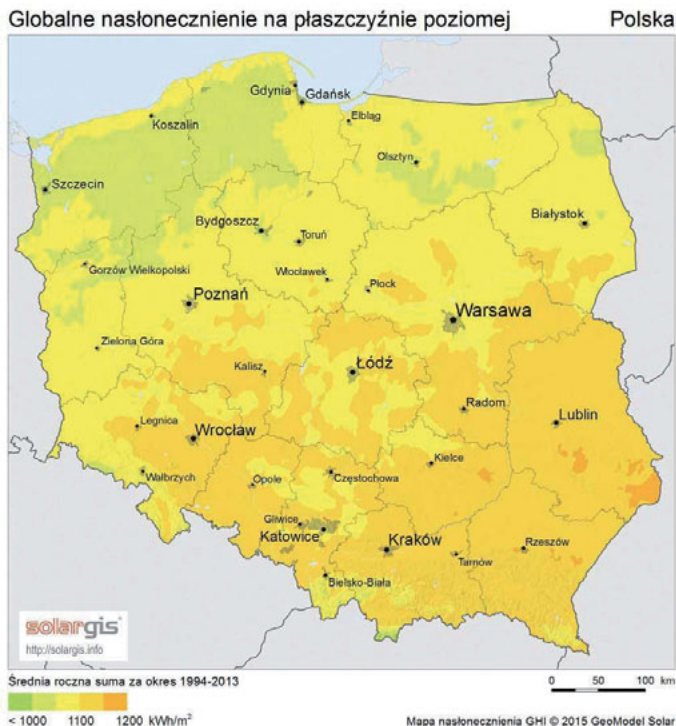 Globalne nasłonecznienie na płaszczyźnie poziomej Polska
Gdynia
Gdańsk
Koszalin
Elbląg
Olsztyn
Szczecin
Białystok
Bydgoszcz
Toruń
Gorzów Wielkopolski
Włocławek
Płock
Poznań
Warsawa
Zielona Góra
Kalisz
Łódź
Radom
Lublin
Legnica
Wrocław
Kielce
Wałbrzych
Opole
Częstochowa
Gliwice
Katowice
Kraków
Tarnów
Rzeszów
Bielsko-Biała
solargis
http://solargis.info
Średnia roczna suma za okres 1994-2013
0 50 100 km
< 1000 1100 1200 kWh/m²
Mapa nasłonecznienia GHI © 2015 GeoModel Solar